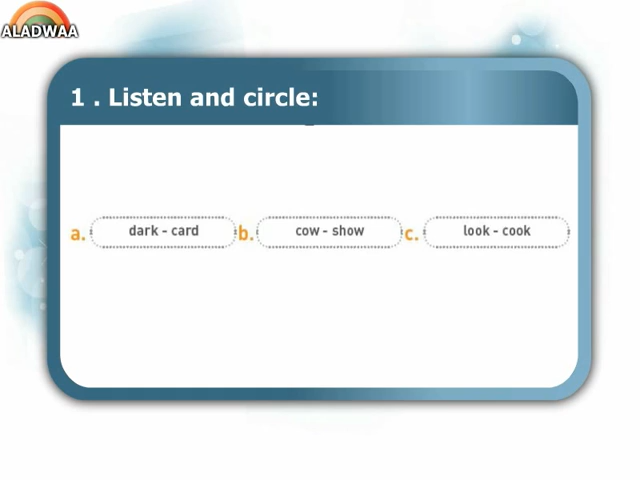 ALADWAA
1 . Listen and circle:
a. dark - card b. cow - show c. look - cook